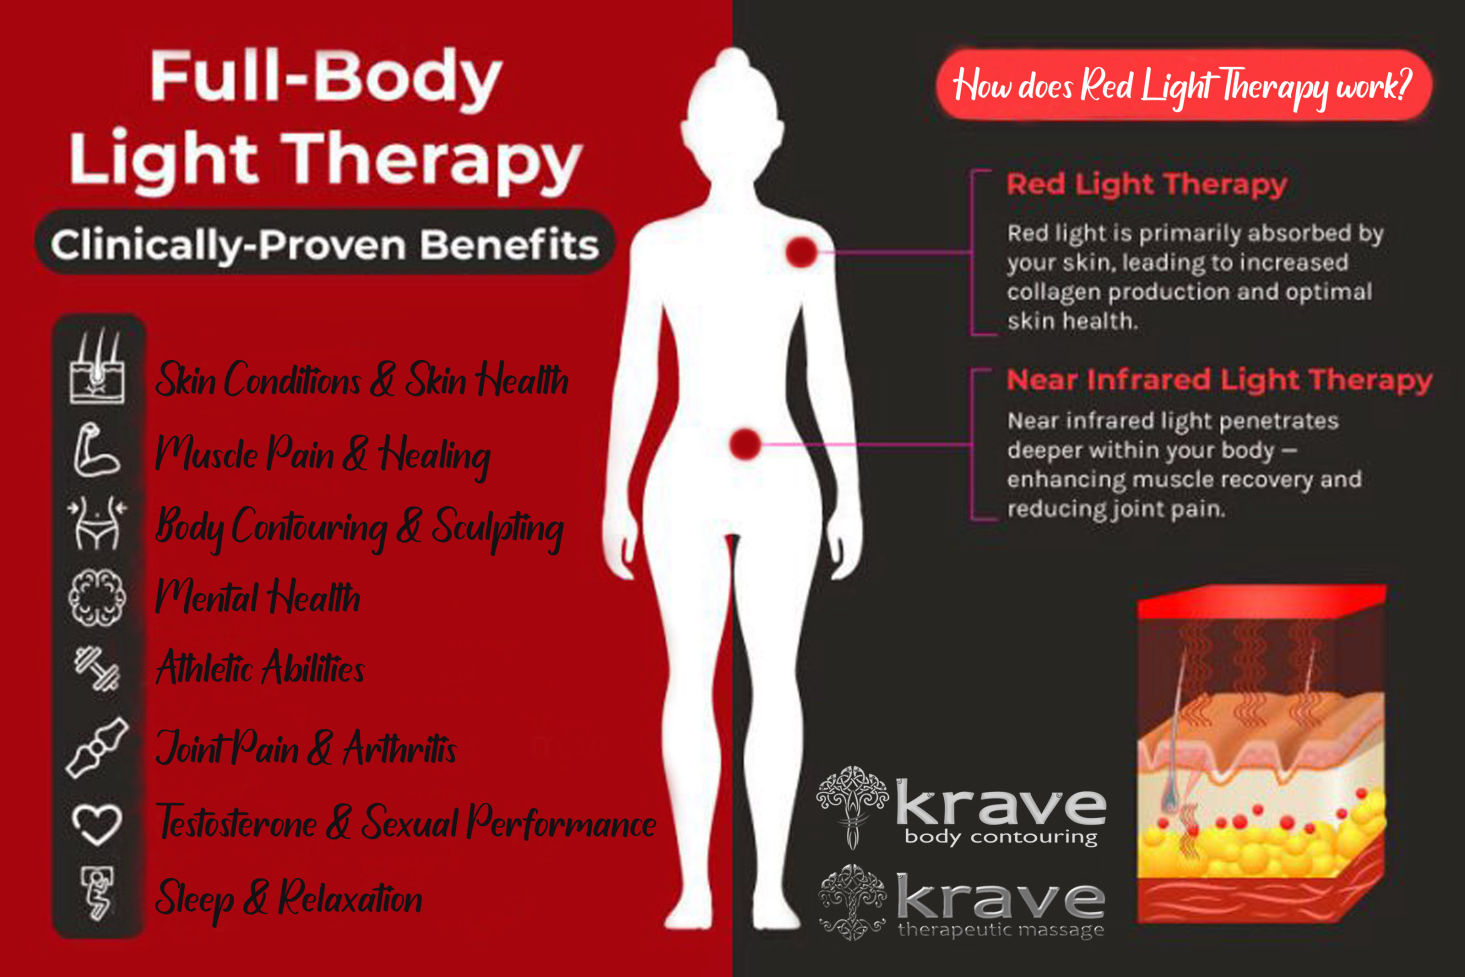 Full-Body
Light Therapy
Clinically-Proven Benefits
Skin Conditions & Skin Health
Muscle Pain & Healing
Body Contouring & Sculpting
Mental Health
Athletic Abilities
Joint Pain & Arthritis
Testosterone & Sexual Performance
Sleep & Relaxation
How does Red Light Therapy work?
Red Light Therapy
Red light is primarily absorbed by
your skin, leading to increased
collagen production and optimal
skin health.
Near Infrared Light Therapy
Near infrared light penetrates
deeper within your body –
enhancing muscle recovery and
reducing joint pain.
krave
body contouring
krave
therapeutic massage